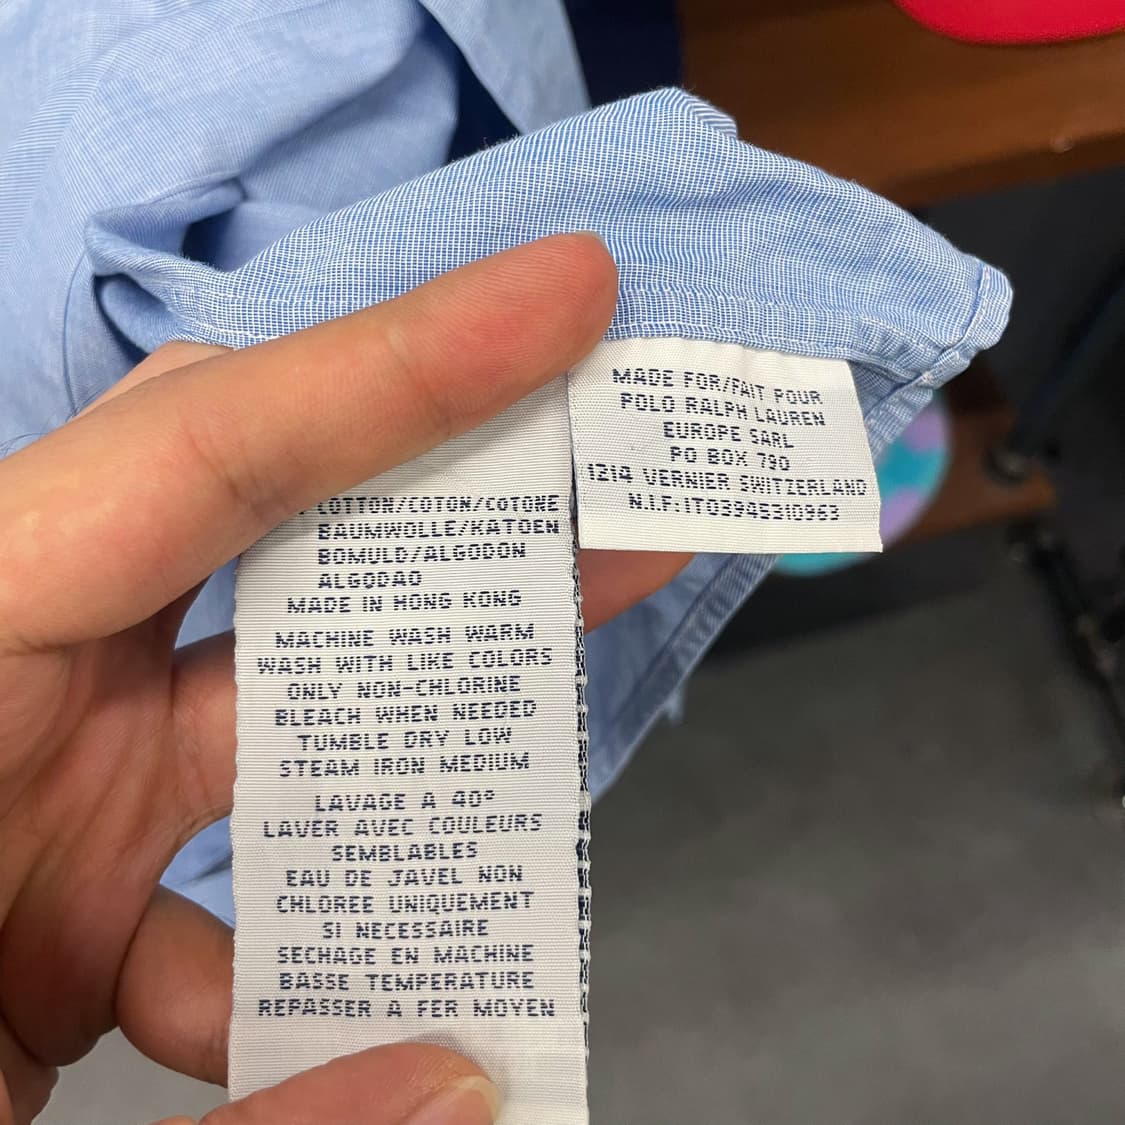 COTTON/COTON/COTONE
BAUMWOLLE/KATOEN
BOMULD/ALGODON
ALGODAO
MADE IN HONG KONG
MACHINE WASH WARM
WASH WITH LIKE COLORS
ONLY NON-CHLORINE
BLEACH WHEN NEEDED
TUMBLE DRY LOW
STEAM IRON MEDIUM
LAVAGE A 40°
LAVER AVEC COULEURS
SEMBLABLES
EAU DE JAVEL NON
CHLOREE UNIQUEMENT
SI NECESSAIRE
SECHAGE EN MACHINE
BASSE TEMPERATURE
REPASSER A FER MOYEN
MADE FOR/FAIT POUR
POLO RALPH LAUREN
EUROPE SARL
PO BOX 790
1214 VERNIER SWITZERLAND
N.I.F:IT03945310963